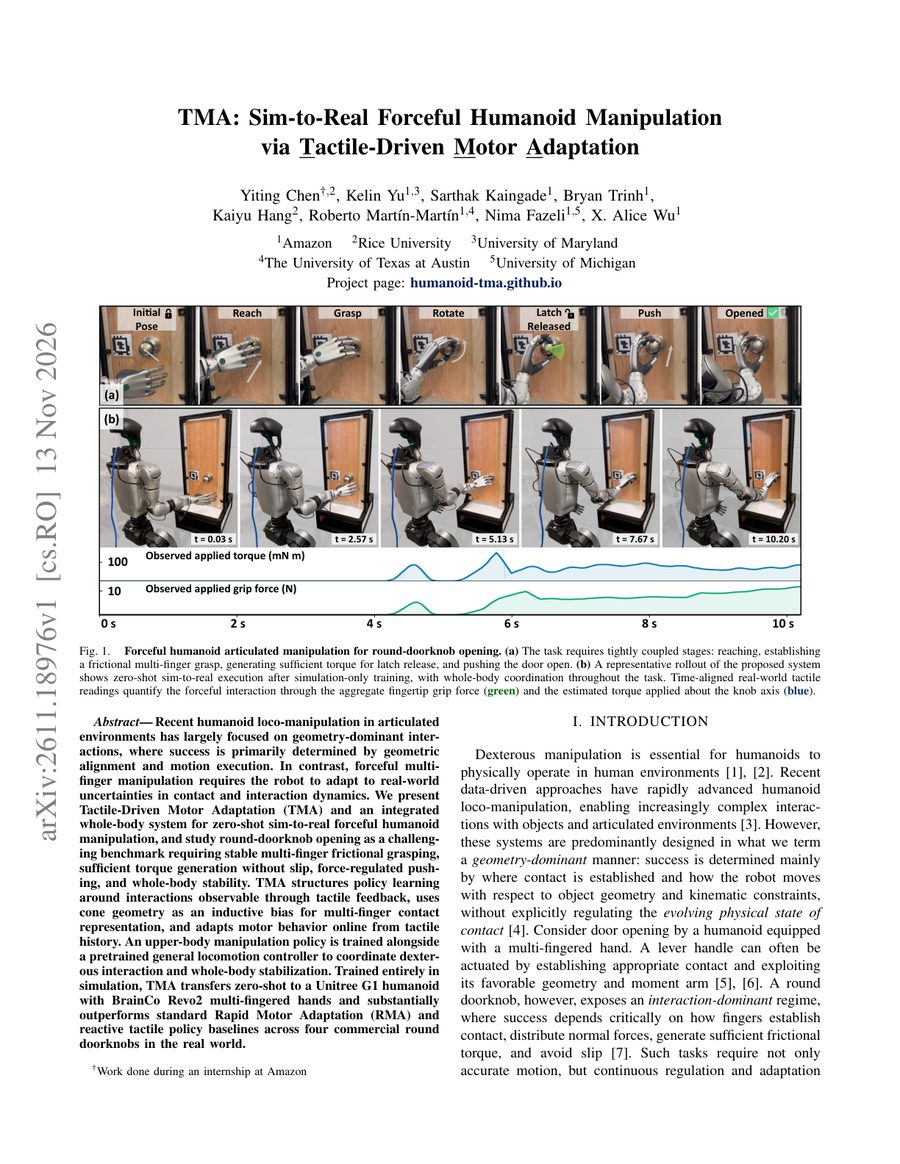 TMA: Sim-to-Real Forceful Humanoid Manipulation
via Tactile-Driven Motor Adaptation
Yiting Chen†,2, Kelin Yu1,3, Sarthak Kaingade1, Bryan Trinh1,
Kaiyu Hang2, Roberto Martín-Martín1,4, Nima Fazeli1,5, X. Alice Wu1
1Amazon 2Rice University 3University of Maryland
4The University of Texas at Austin 5University of Michigan
Project page: humanoid-tma.github.io
arXiv:2611.18976v1 [cs.RO] 13 Nov 2026
Initial Pose
Reach
Grasp
Rotate
Latch Released
Push
Opened
(a)
(b)
t = 0.03 s
t = 2.57 s
t = 5.13 s
t = 7.67 s
t = 10.20 s
100 Observed applied torque (mN m)
10 Observed applied grip force (N)
0 s 2 s 4 s 6 s 8 s 10 s
Fig. 1. Forceful humanoid articulated manipulation for round-doorknob opening. (a) The task requires tightly coupled stages: reaching, establishing
a frictional multi-finger grasp, generating sufficient torque for latch release, and pushing the door open. (b) A representative rollout of the proposed system
shows zero-shot sim-to-real execution after simulation-only training, with whole-body coordination throughout the task. Time-aligned real-world tactile
readings quantify the forceful interaction through the aggregate fingertip grip force (green) and the estimated torque applied about the knob axis (blue).
Abstract— Recent humanoid loco-manipulation in articulated
environments has largely focused on geometry-dominant inter-
actions, where success is primarily determined by geometric
alignment and motion execution. In contrast, forceful multi-
finger manipulation requires the robot to adapt to real-world
uncertainties in contact and interaction dynamics. We present
Tactile-Driven Motor Adaptation (TMA) and an integrated
whole-body system for zero-shot sim-to-real forceful humanoid
manipulation, and study round-doorknob opening as a challeng-
ing benchmark requiring stable multi-finger frictional grasping,
sufficient torque generation without slip, force-regulated push-
ing, and whole-body stability. TMA structures policy learning
around interactions observable through tactile feedback, uses
cone geometry as an inductive bias for multi-finger contact
representation, and adapts motor behavior online from tactile
history. An upper-body manipulation policy is trained alongside
a pretrained general locomotion controller to coordinate dexter-
ous interaction and whole-body stabilization. Trained entirely in
simulation, TMA transfers zero-shot to a Unitree G1 humanoid
with BrainCo Revo2 multi-fingered hands and substantially
outperforms standard Rapid Motor Adaptation (RMA) and
reactive tactile policy baselines across four commercial round
doorknobs in the real world.
†Work done during an internship at Amazon
I. INTRODUCTION
Dexterous manipulation is essential for humanoids to
physically operate in human environments [1], [2]. Recent
data-driven approaches have rapidly advanced humanoid
loco-manipulation, enabling increasingly complex interac-
tions with objects and articulated environments [3]. However,
these systems are predominantly designed in what we term
a geometry-dominant manner: success is determined mainly
by where contact is established and how the robot moves
with respect to object geometry and kinematic constraints,
without explicitly regulating the evolving physical state of
contact [4]. Consider door opening by a humanoid equipped
with a multi-fingered hand. A lever handle can often be
actuated by establishing appropriate contact and exploiting
its favorable geometry and moment arm [5], [6]. A round
doorknob, however, exposes an interaction-dominant regime,
where success depends critically on how fingers establish
contact, distribute normal forces, generate sufficient frictional
torque, and avoid slip [7]. Such tasks require not only
accurate motion, but continuous regulation and adaptation